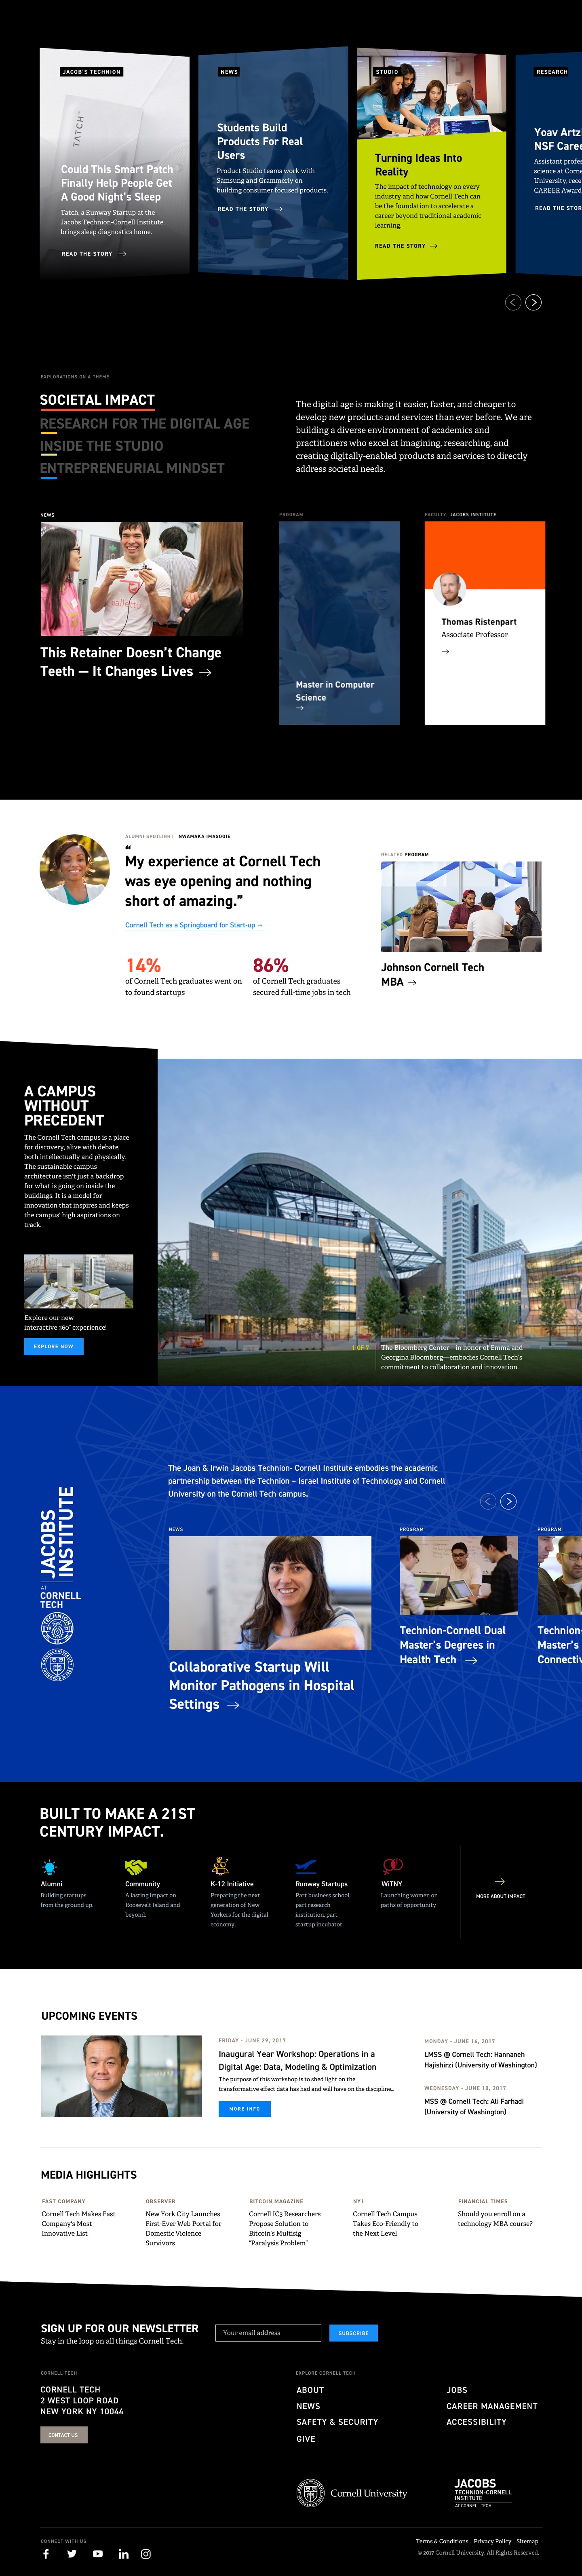 JACOB'S TECHNION
TATCH™
Could This Smart Patch
Finally Help People Get
A Good Night's Sleep
Tatch, a Runway Startup at the
Jacobs Technion-Cornell Institute,
brings sleep diagnostics home.
READ THE STORY
NEWS
Students Build
Products For Real
Users
Product Studio teams work with
Samsung and Grammerly on
building consumer focused products.
READ THE STORY
STUDIO
Turning Ideas Into
Reality
The impact of technology on every
industry and how Cornell Tech can
be the foundation to accelerate a
career beyond traditional academic
learning.
READ THE STORY
RESEARCH
Yoav Artzi
NSF Caree
Assistant profes
science at Corne
University, rece
CAREER Award
READ THE STOR
EXPLORATIONS ON A THEME
SOCIETAL IMPACT
RESEARCH FOR THE DIGITAL AGE
INSIDE THE STUDIO
ENTREPRENEURIAL MINDSET
The digital age is making it easier, faster, and cheaper to
develop new products and services than ever before. We are
building a diverse environment of academics and
practitioners who excel at imagining, researching, and
creating digitally-enabled products and services to directly
address societal needs.
NEWS
This Retainer Doesn't Change
Teeth — It Changes Lives →
PROGRAM
Master in Computer
Science
→
FACULTY JACOBS INSTITUTE
Thomas Ristenpart
Associate Professor
→
ALUMNI SPOTLIGHT NWAMAKA IMASOGIE
“
My experience at Cornell Tech
was eye opening and nothing
short of amazing.”
Cornell Tech as a Springboard for Start-up →
14%
of Cornell Tech graduates went on
to found startups
86%
of Cornell Tech graduates
secured full-time jobs in tech
RELATED PROGRAM
Johnson Cornell Tech
MBA →
A CAMPUS
WITHOUT
PRECEDENT
The Cornell Tech campus is a place
for discovery, alive with debate,
both intellectually and physically.
The sustainable campus
architecture isn't just a backdrop
for what is going on inside the
buildings. It is a model for
innovation that inspires and keeps
the campus' high aspirations on
track.
Explore our new
interactive 360° experience!
EXPLORE NOW
1 OF 7
The Bloomberg Center—in honor of Emma and
Georgina Bloomberg—embodies Cornell Tech's
commitment to collaboration and innovation.
JACOBS
INSTITUTE
AT
CORNELL
TECH
The Joan & Irwin Jacobs Technion- Cornell Institute embodies the academic
partnership between the Technion – Israel Institute of Technology and Cornell
University on the Cornell Tech campus.
NEWS
Collaborative Startup Will
Monitor Pathogens in Hospital
Settings →
PROGRAM
Technion-Cornell Dual
Master's Degrees in
Health Tech →
PROGRAM
Technion-
Master's
Connectiv
BUILT TO MAKE A 21ST
CENTURY IMPACT.
Alumni
Building startups
from the ground up.
Community
A lasting impact on
Roosevelt Island and
beyond.
K-12 Initiative
Preparing the next
generation of New
Yorkers for the digital
economy.
Runway Startups
Part business school,
part research
institution, part
startup incubator.
WiTNY
Launching women on
paths of opportunity
→
MORE ABOUT IMPACT
UPCOMING EVENTS
FRIDAY - JUNE 29, 2017
Inaugural Year Workshop: Operations in a
Digital Age: Data, Modeling & Optimization
The purpose of this workshop is to shed light on the
transformative effect data has had and will have on the discipline...
MORE INFO
MONDAY - JUNE 16, 2017
LMSS @ Cornell Tech: Hannaneh
Hajishirzi (University of Washington)
WEDNESDAY - JUNE 18, 2017
MSS @ Cornell Tech: Ali Farhadi
(University of Washington)
MEDIA HIGHLIGHTS
FAST COMPANY
Cornell Tech Makes Fast
Company's Most
Innovative List
OBSERVER
New York City Launches
First-Ever Web Portal for
Domestic Violence
Survivors
BITCOIN MAGAZINE
Cornell IC3 Researchers
Propose Solution to
Bitcoin's Multisig
“Paralysis Problem”
NY1
Cornell Tech Campus
Takes Eco-Friendly to
the Next Level
FINANCIAL TIMES
Should you enroll on a
technology MBA course?
SIGN UP FOR OUR NEWSLETTER
Stay in the loop on all things Cornell Tech.
Your email address
SUBSCRIBE
CORNELL TECH
CORNELL TECH
2 WEST LOOP ROAD
NEW YORK NY 10044
CONTACT US
EXPLORE CORNELL TECH
ABOUT
NEWS
SAFETY & SECURITY
GIVE
JOBS
CAREER MANAGEMENT
ACCESSIBILITY
Cornell University
JACOBS
TECHNION-CORNELL
INSTITUTE
AT CORNELL TECH
CONNECT WITH US
Terms & Conditions Privacy Policy Sitemap
© 2017 Cornell University. All Rights Reserved.